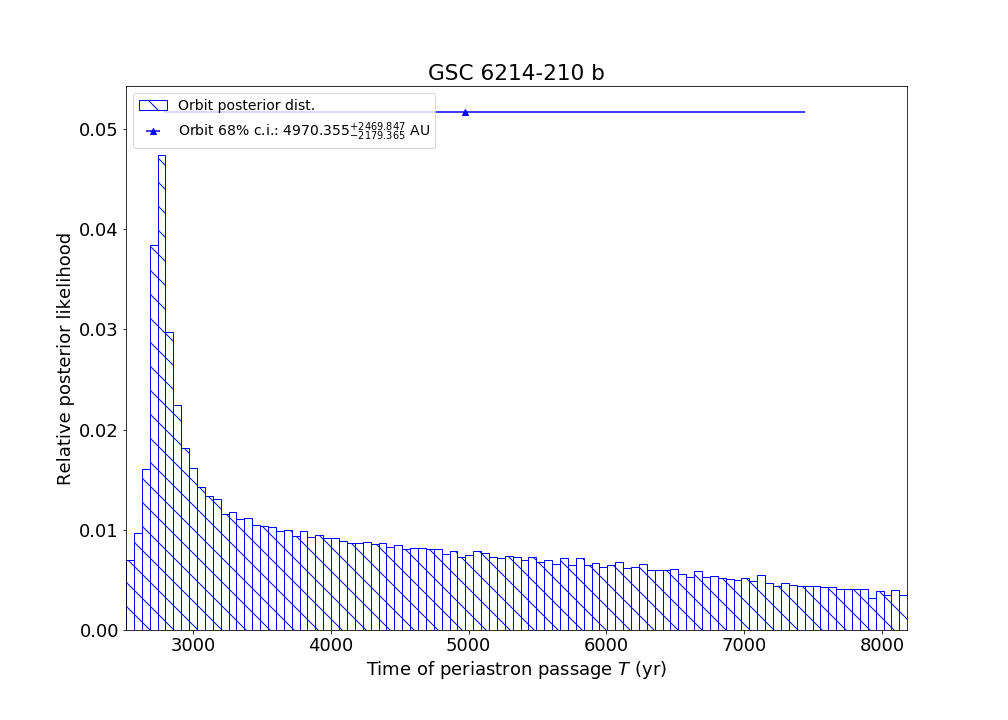 GSC 6214-210 b
Orbit posterior dist.
Orbit 68% c.i.: 4970.355^{+2469.847}_{-2179.365} AU
Relative posterior likelihood
0.05
0.04
0.03
0.02
0.01
0.00
3000 4000 5000 6000 7000 8000
Time of periastron passage T (yr)